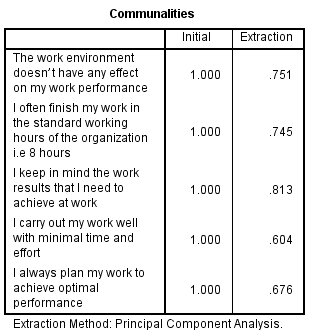 Communalities
Initial Extraction
The work environment
doesn't have any effect
on my work performance 1.000 .751
I often finish my work in
the standard working
hours of the organization
i.e 8 hours 1.000 .745
I keep in mind the work
results that I need to
achieve at work 1.000 .813
I carry out my work well
with minimal time and
effort 1.000 .604
I always plan my work to
achieve optimal
performance 1.000 .676
Extraction Method: Principal Component Analysis.